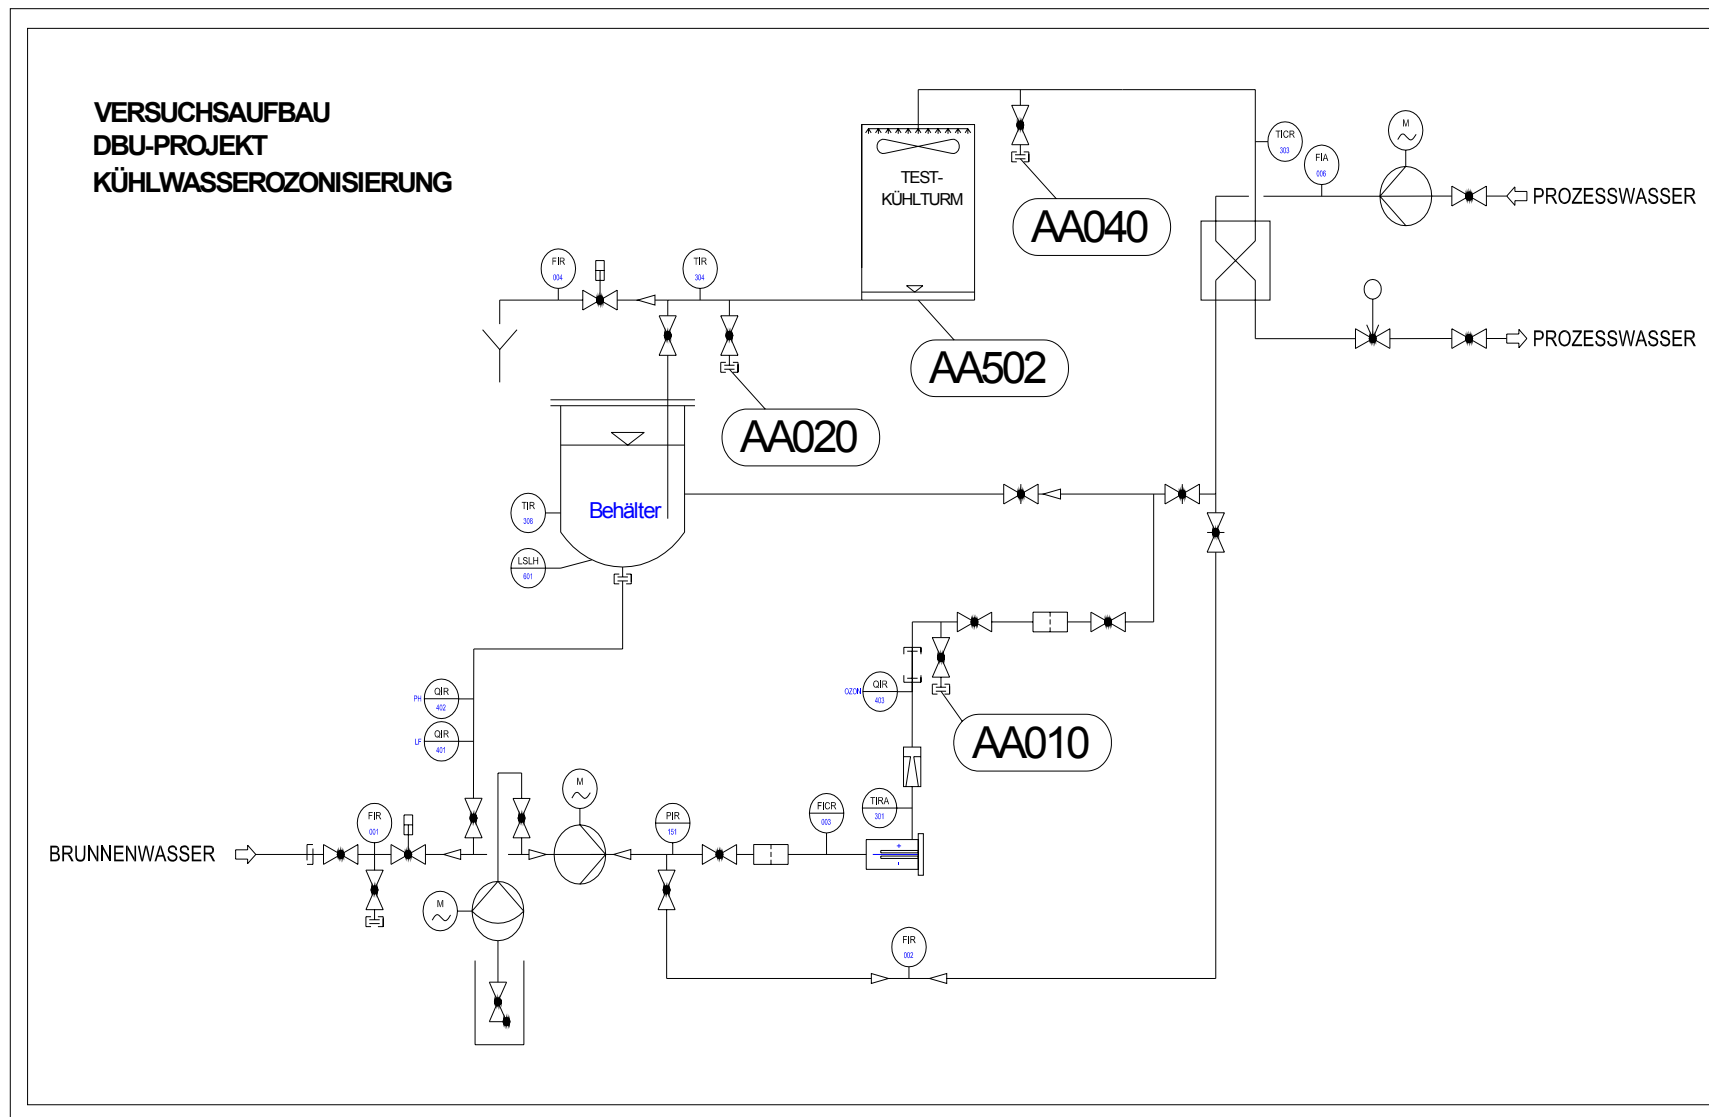 VERSUCHSAUFBAU
DBU-PROJEKT
KÜHLWASSEROZONISIERUNG
M
TICR
303
FIA
006
TEST-
KÜHLTURM
PROZESSWASSER
AA040
FIR
004
TIR
304
PROZESSWASSER
AA502
AA020
Behälter
TIR
306
LSLH
601
PH
QIR
402
OZON
QIR
403
LF
QIR
401
AA010
M
FIR
001
PIR
151
FICR
003
TIRA
301
BRUNNENWASSER
+
-
M
FIR
002